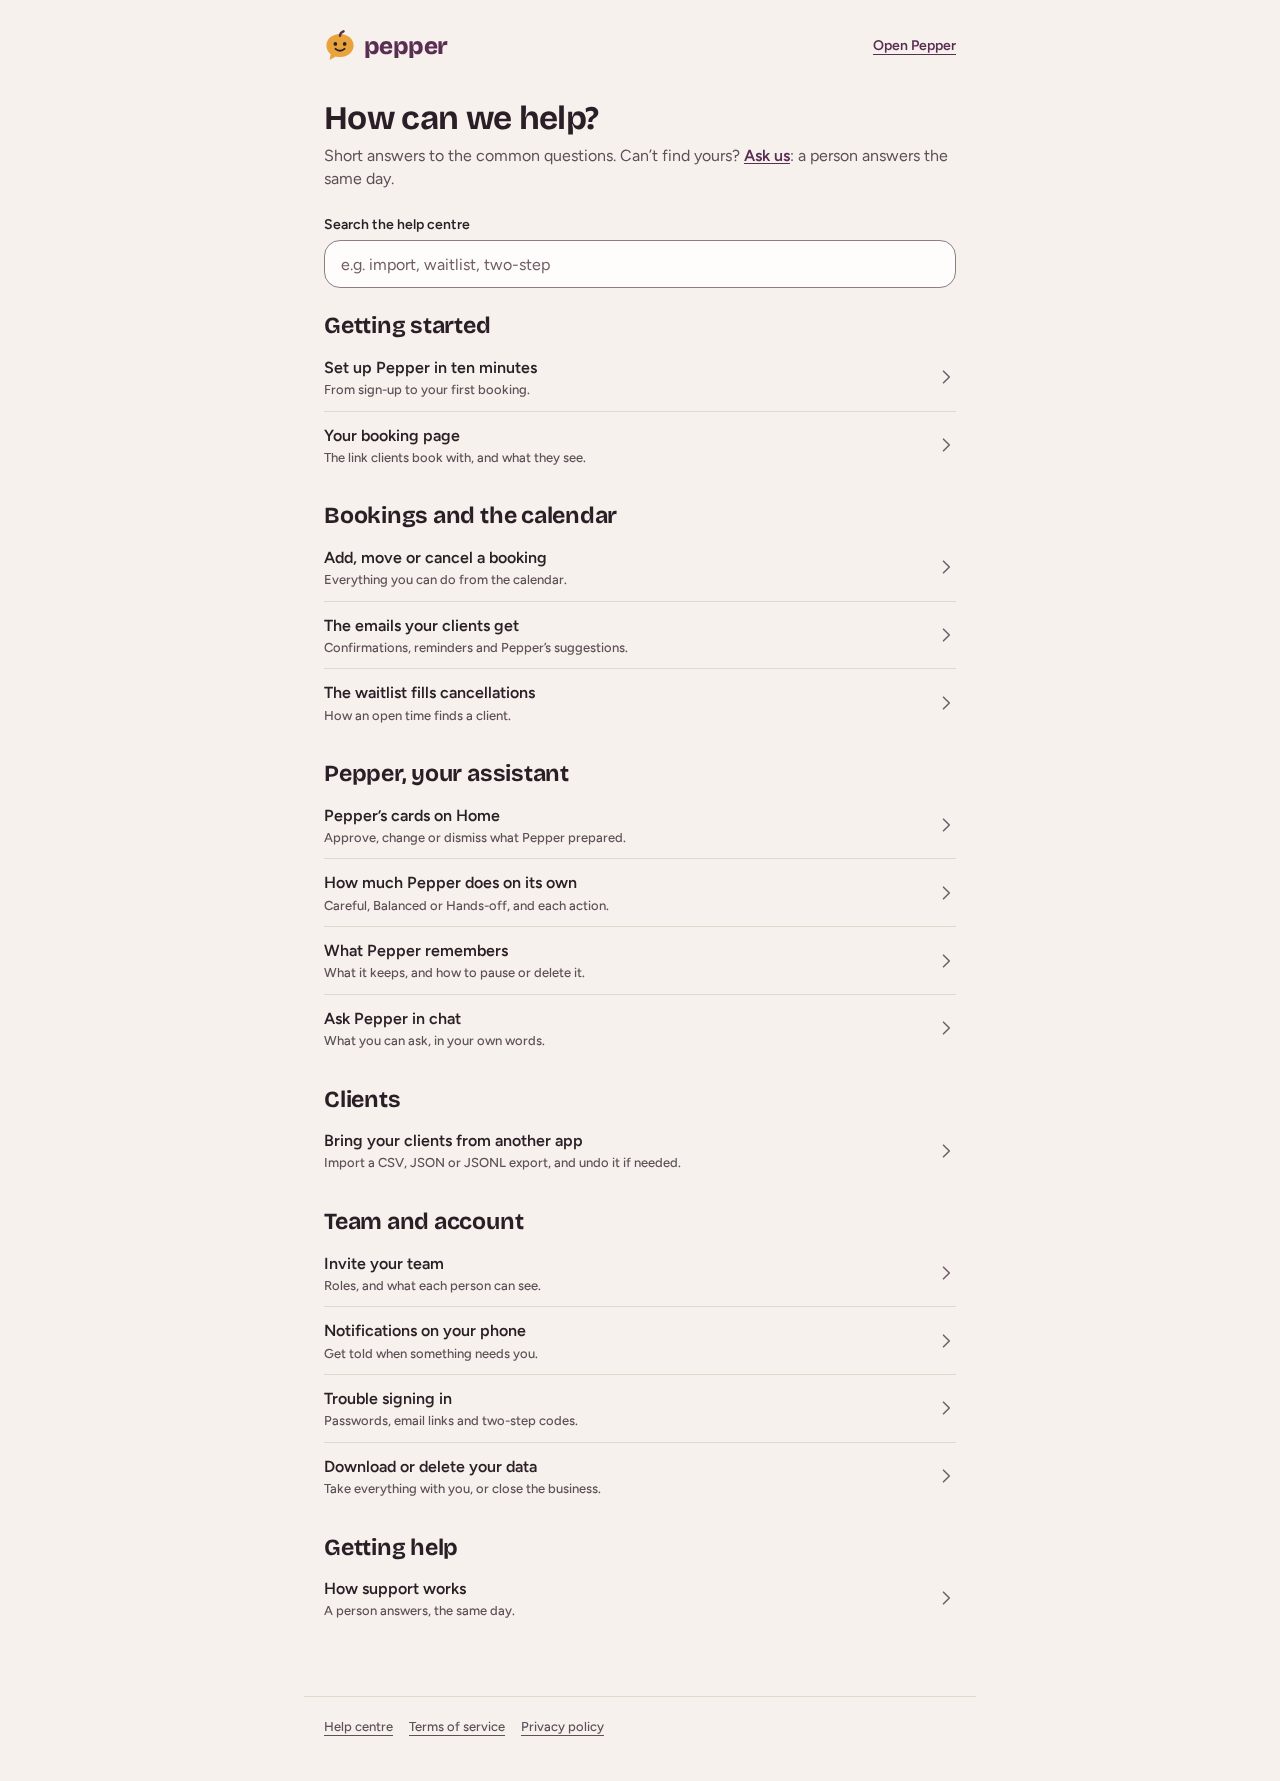 pepper
Open Pepper
How can we help?
Short answers to the common questions. Can’t find yours? Ask us: a person answers the
same day.
Search the help centre
e.g. import, waitlist, two-step
Getting started
Set up Pepper in ten minutes
From sign-up to your first booking.
Your booking page
The link clients book with, and what they see.
Bookings and the calendar
Add, move or cancel a booking
Everything you can do from the calendar.
The emails your clients get
Confirmations, reminders and Pepper’s suggestions.
The waitlist fills cancellations
How an open time finds a client.
Pepper, your assistant
Pepper’s cards on Home
Approve, change or dismiss what Pepper prepared.
How much Pepper does on its own
Careful, Balanced or Hands-off, and each action.
What Pepper remembers
What it keeps, and how to pause or delete it.
Ask Pepper in chat
What you can ask, in your own words.
Clients
Bring your clients from another app
Import a CSV, JSON or JSONL export, and undo it if needed.
Team and account
Invite your team
Roles, and what each person can see.
Notifications on your phone
Get told when something needs you.
Trouble signing in
Passwords, email links and two-step codes.
Download or delete your data
Take everything with you, or close the business.
Getting help
How support works
A person answers, the same day.
Help centre
Terms of service
Privacy policy